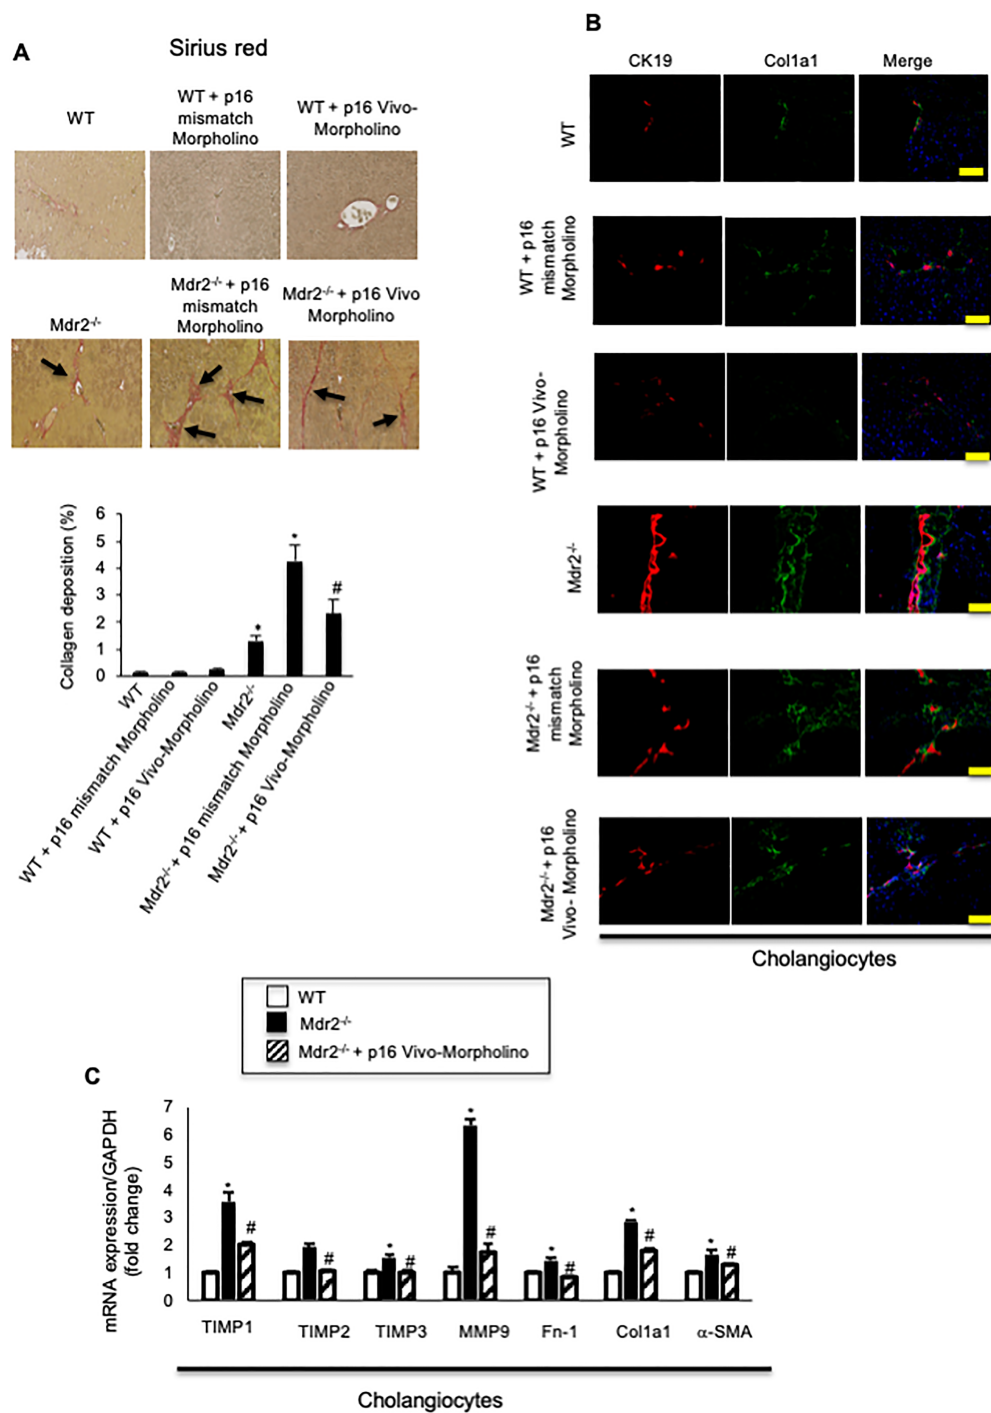 A
Sirius red
WT
WT + p16
mismatch
Morpholino
WT + p16 Vivo-
Morpholino
Mdr2-/-
Mdr2-/- + p16
mismatch
Morpholino
Mdr2-/- + p16 Vivo
Morpholino
Collagen deposition (%)
6
5
4
3
2
1
0
*
*
#
WT
WT + p16 mismatch Morpholino
WT + p16 Vivo-Morpholino
Mdr2-/-
Mdr2-/- + p16 mismatch Morpholino
Mdr2-/- + p16 Vivo-Morpholino
B
CK19 Col1a1 Merge
WT
WT + p16
mismatch
Morpholino
WT + p16 Vivo-
Morpholino
Mdr2-/-
Mdr2-/- + p16
mismatch
Morpholino
Mdr2-/- + p16
Vivo- Morpholino
Cholangiocytes
WT
Mdr2-/-
Mdr2-/- + p16 Vivo-Morpholino
C
mRNA expression/GAPDH
(fold change)
7
6
5
4
3
2
1
0
* # # * # * # * # * # * #
TIMP1 TIMP2 TIMP3 MMP9 Fn-1 Col1a1 α-SMA
Cholangiocytes